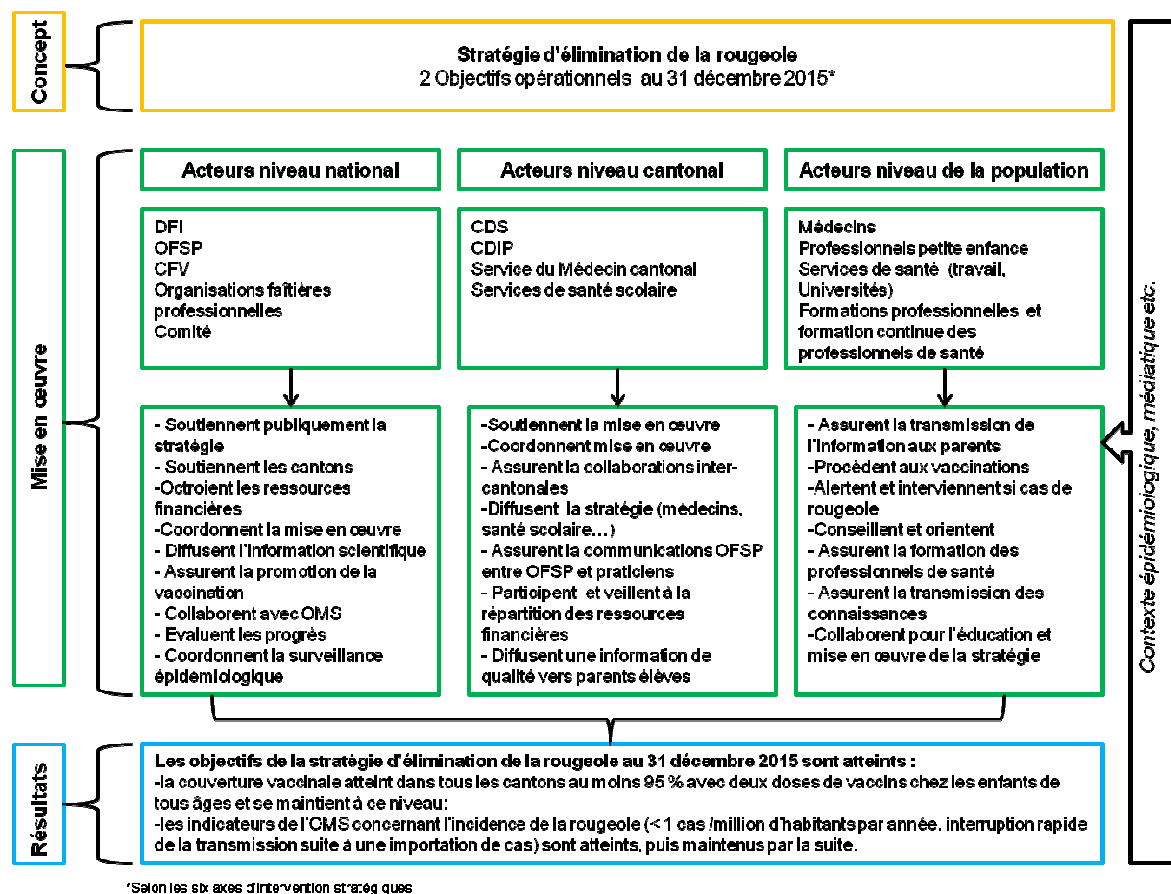 Concept
Stratégie d'élimination de la rougeole
2 Objectifs opérationnels au 31 décembre 2015*
Mise en œuvre
Acteurs niveau national
DFI
OFSP
CFV
Organisations faîtières
professionnelles
Comité
- Soutiennent publiquement la
stratégie
- Soutiennent les cantons
-Octroient les ressources
financières
-Coordonnent la mise en œuvre
- Diffusent l'information scientifique
- Assurent la promotion de la
vaccination
- Collaborent avec OMS
- Evaluent les progrès
- Coordonnent la surveillance
épidemiologique
Acteurs niveau cantonal
CDS
CDIP
Service du Médecin cantonal
Services de santé scolaire
-Soutiennent la mise en œuvre
-Coordonnent mise en œuvre
- Assurent la collaborations inter-
cantonales
-Diffusent la stratégie (médecins,
santé scolaire...)
- Assurent la communications OFSP
entre OFSP et praticiens
- Participent et veillent à la
répartition des ressources
financières
- Diffusent une information de
qualité vers parents élèves
Acteurs niveau de la population
Médecins
Professionnels petite enfance
Services de santé (travail,
Universités)
Formations professionnelles et
formation continue des
professionnels de santé
- Assurent la transmission de
l'information aux parents
-Procèdent aux vaccinations
-Alertent et interviennent si cas de
rougeole
-Conseillent et orientent
- Assurent la formation des
professionnels de santé
- Assurent la transmission des
connaissances
-Collaborent pour l'éducation et
mise en œuvre de la stratégie
Contexte épidémiologique, médiatique etc.
Résultats
Les objectifs de la stratégie d'élimination de la rougeole au 31 décembre 2015 sont atteints :
-la couverture vaccinale atteint dans tous les cantons au moins 95 % avec deux doses de vaccins chez les enfants de
tous âges et se maintient à ce niveau;
-les indicateurs de l'OMS concernant l'incidence de la rougeole (< 1 cas /million d'habitants par année, interruption rapide
de la transmission suite à une importation de cas) sont atteints, puis maintenus par la suite.
*Selon les six axes d'intervention stratégiques